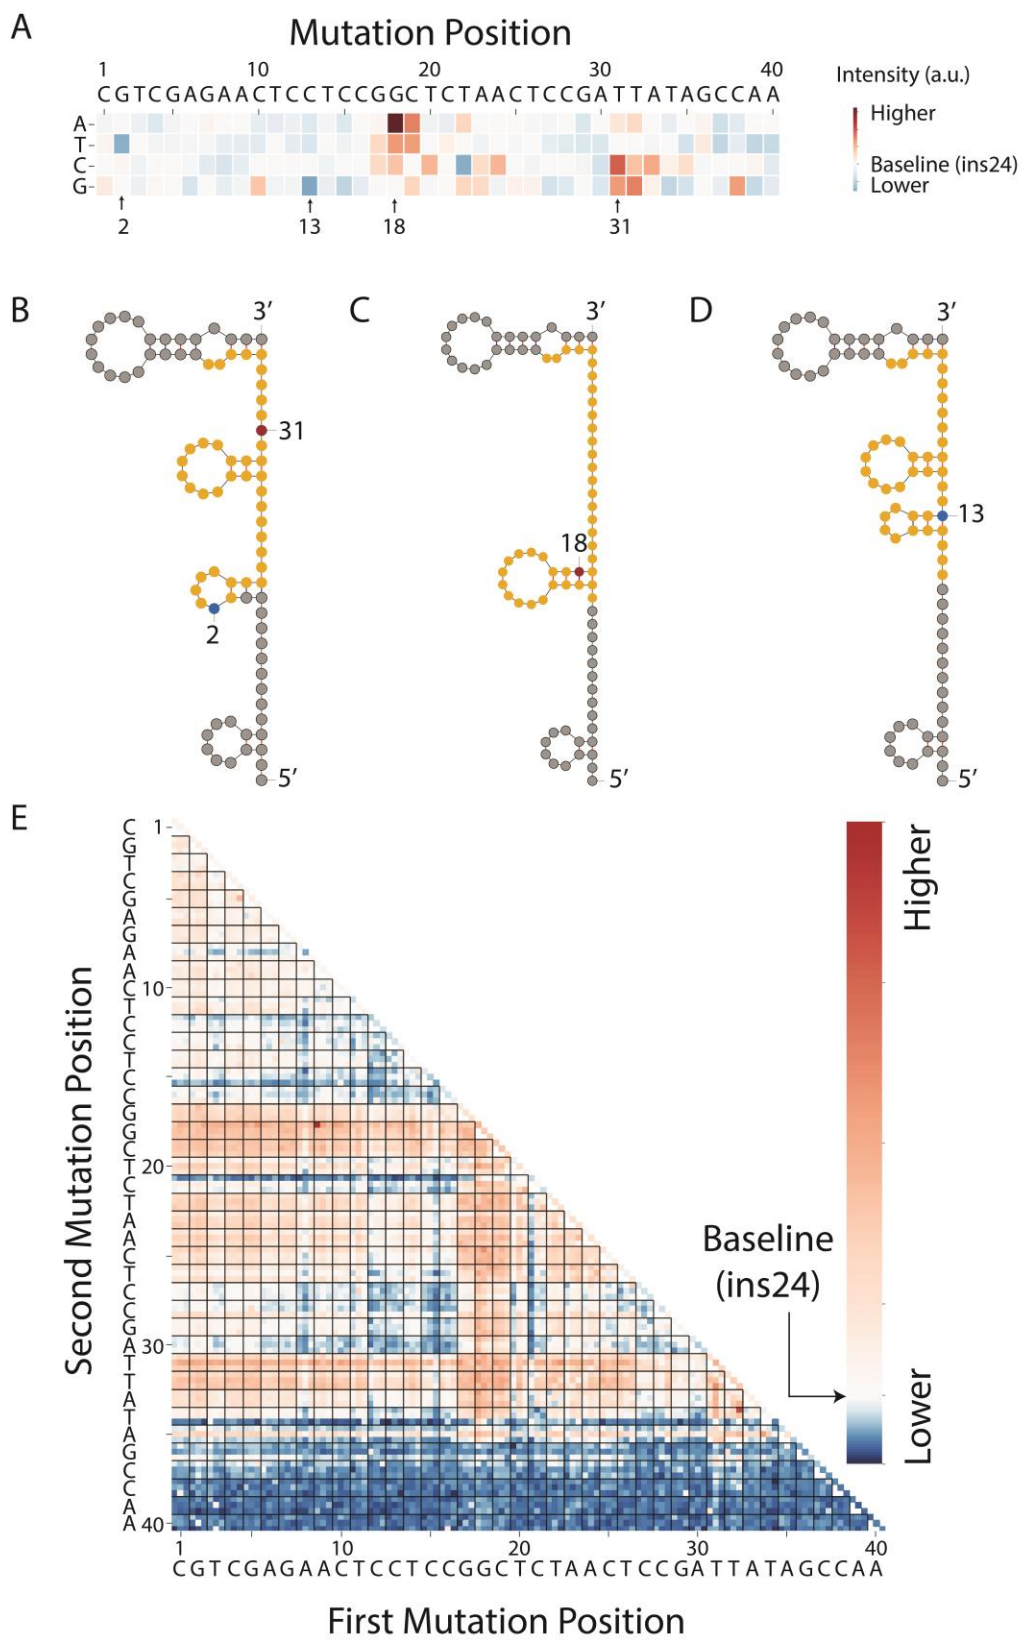 A
Mutation Position
1 10 20 30 40
CGTCGAGAACTCCTCCGGCTCTAACTCCGATTATAGCCAA
A
T
C
G
2 13 18 31
Intensity (a.u.)
Higher
Baseline (ins24)
Lower
B
3′
31
2
5′
C
3′
18
5′
D
3′
13
5′
E
Second Mutation Position
C 1
G
T
C
G
A
G
A
A
C 10
T
C
C
T
C
C
G
G
C
T 20
C
T
A
A
C
T
C
C
G
A 30
T
T
A
T
A
G
C
C
A
A 40
1 10 20 30 40
CGTCGAGAACTCCTCCGGCTCTAACTCCGATTATAGCCAA
First Mutation Position
Higher
Lower
Baseline
(ins24)